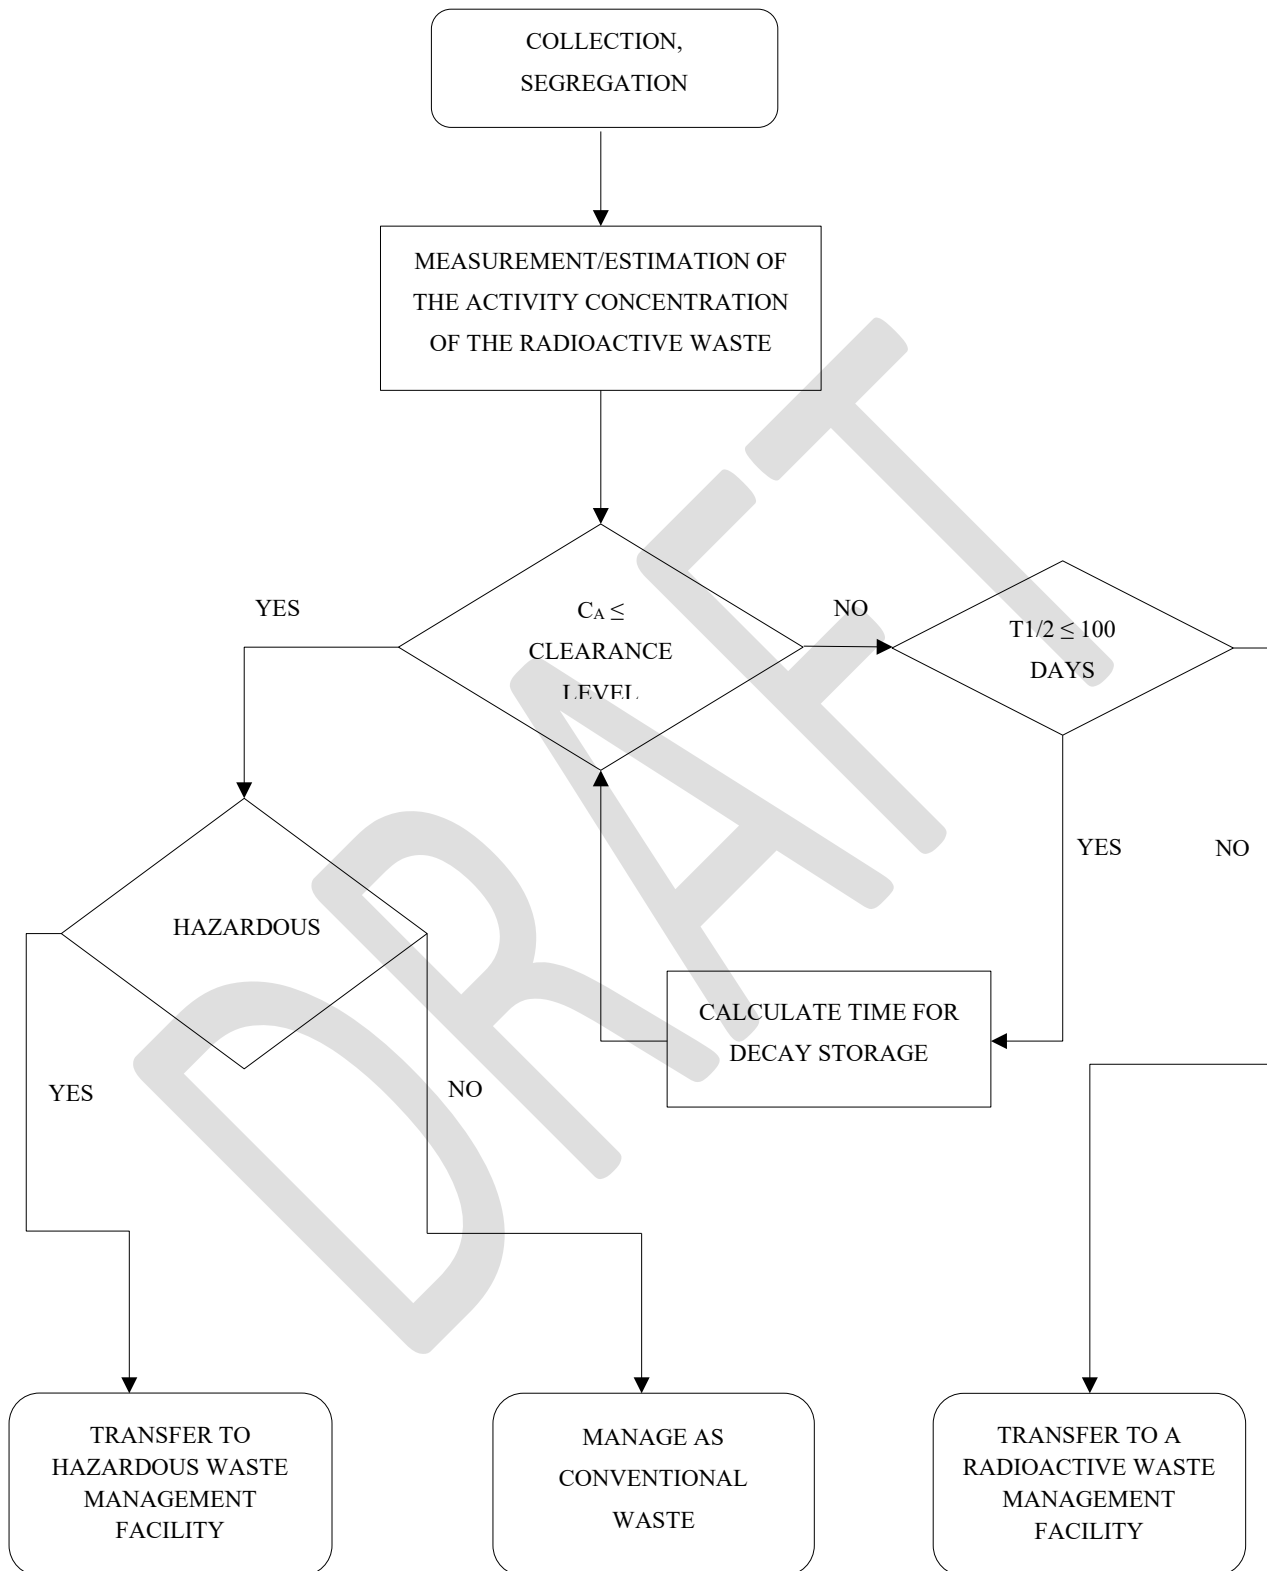 COLLECTION,
SEGREGATION
MEASUREMENT/ESTIMATION OF
THE ACTIVITY CONCENTRATION
OF THE RADIOACTIVE WASTE
YES
CA ≤
CLEARANCE
LEVEL
NO
T1/2 ≤ 100
DAYS
YES
NO
HAZARDOUS
CALCULATE TIME FOR
DECAY STORAGE
YES
NO
TRANSFER TO
HAZARDOUS WASTE
MANAGEMENT
FACILITY
MANAGE AS
CONVENTIONAL
WASTE
TRANSFER TO A
RADIOACTIVE WASTE
MANAGEMENT
FACILITY
DRAFT